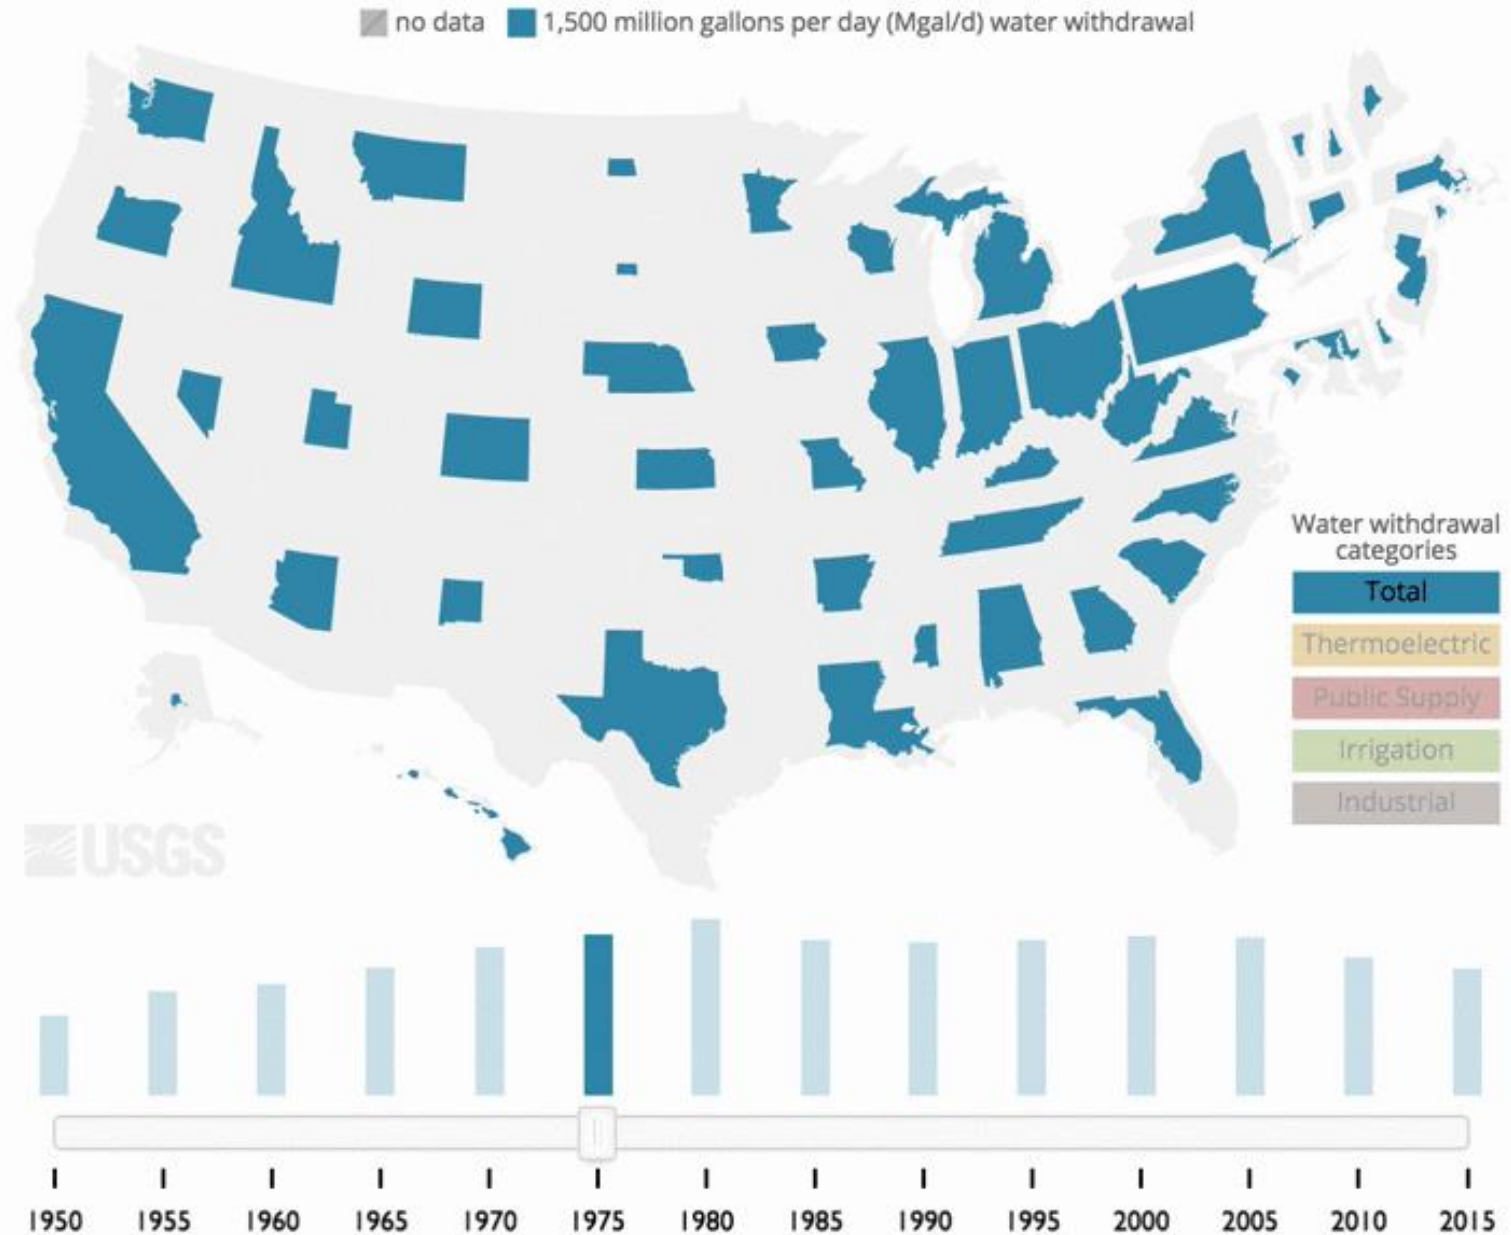 no data 1,500 million gallons per day (Mgal/d) water withdrawal
Water withdrawal
categories
Total
Thermoelectric
Public Supply
Irrigation
Industrial
USGS
1950 1955 1960 1965 1970 1975 1980 1985 1990 1995 2000 2005 2010 2015